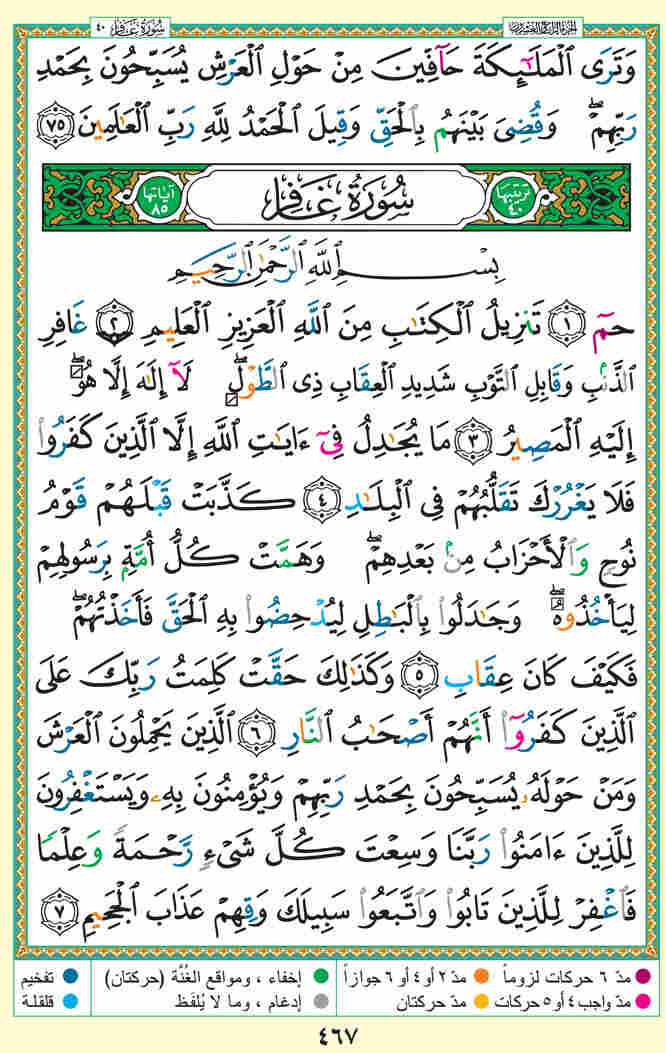 سُورَةُ غَافِر ٤٠
الجزء الرابع والعشرون
وَتَرَى ٱلْمَلَٰٓئِكَةَ حَآفِّينَ مِنْ حَوْلِ ٱلْعَرْشِ يُسَبِّحُونَ بِحَمْدِ
رَبِّهِمْ ۖ وَقُضِىَ بَيْنَهُم بِٱلْحَقِّ وَقِيلَ ٱلْحَمْدُ لِلَّهِ رَبِّ ٱلْعَٰلَمِينَ ٧٥
ترتيبها ٤٠ سُورَةُ غَافِرٍ آياتها ٨٥
بِسْمِ ٱللَّهِ ٱلرَّحْمَٰنِ ٱلرَّحِيمِ
حمٓ ١ تَنزِيلُ ٱلْكِتَٰبِ مِنَ ٱللَّهِ ٱلْعَزِيزِ ٱلْعَلِيمِ ٢ غَافِرِ
ٱلذَّنۢبِ وَقَابِلِ ٱلتَّوْبِ شَدِيدِ ٱلْعِقَابِ ذِى ٱلطَّوْلِ ۖ لَآ إِلَٰهَ إِلَّا هُوَ ۖ
إِلَيْهِ ٱلْمَصِيرُ ٣ مَا يُجَٰدِلُ فِىٓ ءَايَٰتِ ٱللَّهِ إِلَّا ٱلَّذِينَ كَفَرُوا۟
فَلَا يَغْرُرْكَ تَقَلُّبُهُمْ فِى ٱلْبِلَٰدِ ٤ كَذَّبَتْ قَبْلَهُمْ قَوْمُ
نُوحٍ وَٱلْأَحْزَابُ مِنۢ بَعْدِهِمْ ۖ وَهَمَّتْ كُلُّ أُمَّةٍۭ بِرَسُولِهِمْ
لِيَأْخُذُوهُ ۖ وَجَٰدَلُوا۟ بِٱلْبَٰطِلِ لِيُدْحِضُوا۟ بِهِ ٱلْحَقَّ فَأَخَذْتُهُمْ ۖ
فَكَيْفَ كَانَ عِقَابِ ٥ وَكَذَٰلِكَ حَقَّتْ كَلِمَتُ رَبِّكَ عَلَى
ٱلَّذِينَ كَفَرُوٓا۟ أَنَّهُمْ أَصْحَٰبُ ٱلنَّارِ ٦ ٱلَّذِينَ يَحْمِلُونَ ٱلْعَرْشَ
وَمَنْ حَوْلَهُۥ يُسَبِّحُونَ بِحَمْدِ رَبِّهِمْ وَيُؤْمِنُونَ بِهِۦ وَيَسْتَغْفِرُونَ
لِلَّذِينَ ءَامَنُوا۟ رَبَّنَا وَسِعْتَ كُلَّ شَىْءٍ رَّحْمَةً وَعِلْمًا
فَٱغْفِرْ لِلَّذِينَ تَابُوا۟ وَٱتَّبَعُوا۟ سَبِيلَكَ وَقِهِمْ عَذَابَ ٱلْجَحِيمِ ٧
مدّ ٦ حركات لزوماً مدّ ٢ أو ٤ أو ٦ جوازاً إخفاء ، ومواقع الغُنَّة (حركتان) تفخيم
مدّ واجب ٤ أو ٥ حركات مدّ حركتان إدغام ، وما لا يُلفَظ قلقلة
٤٦٧